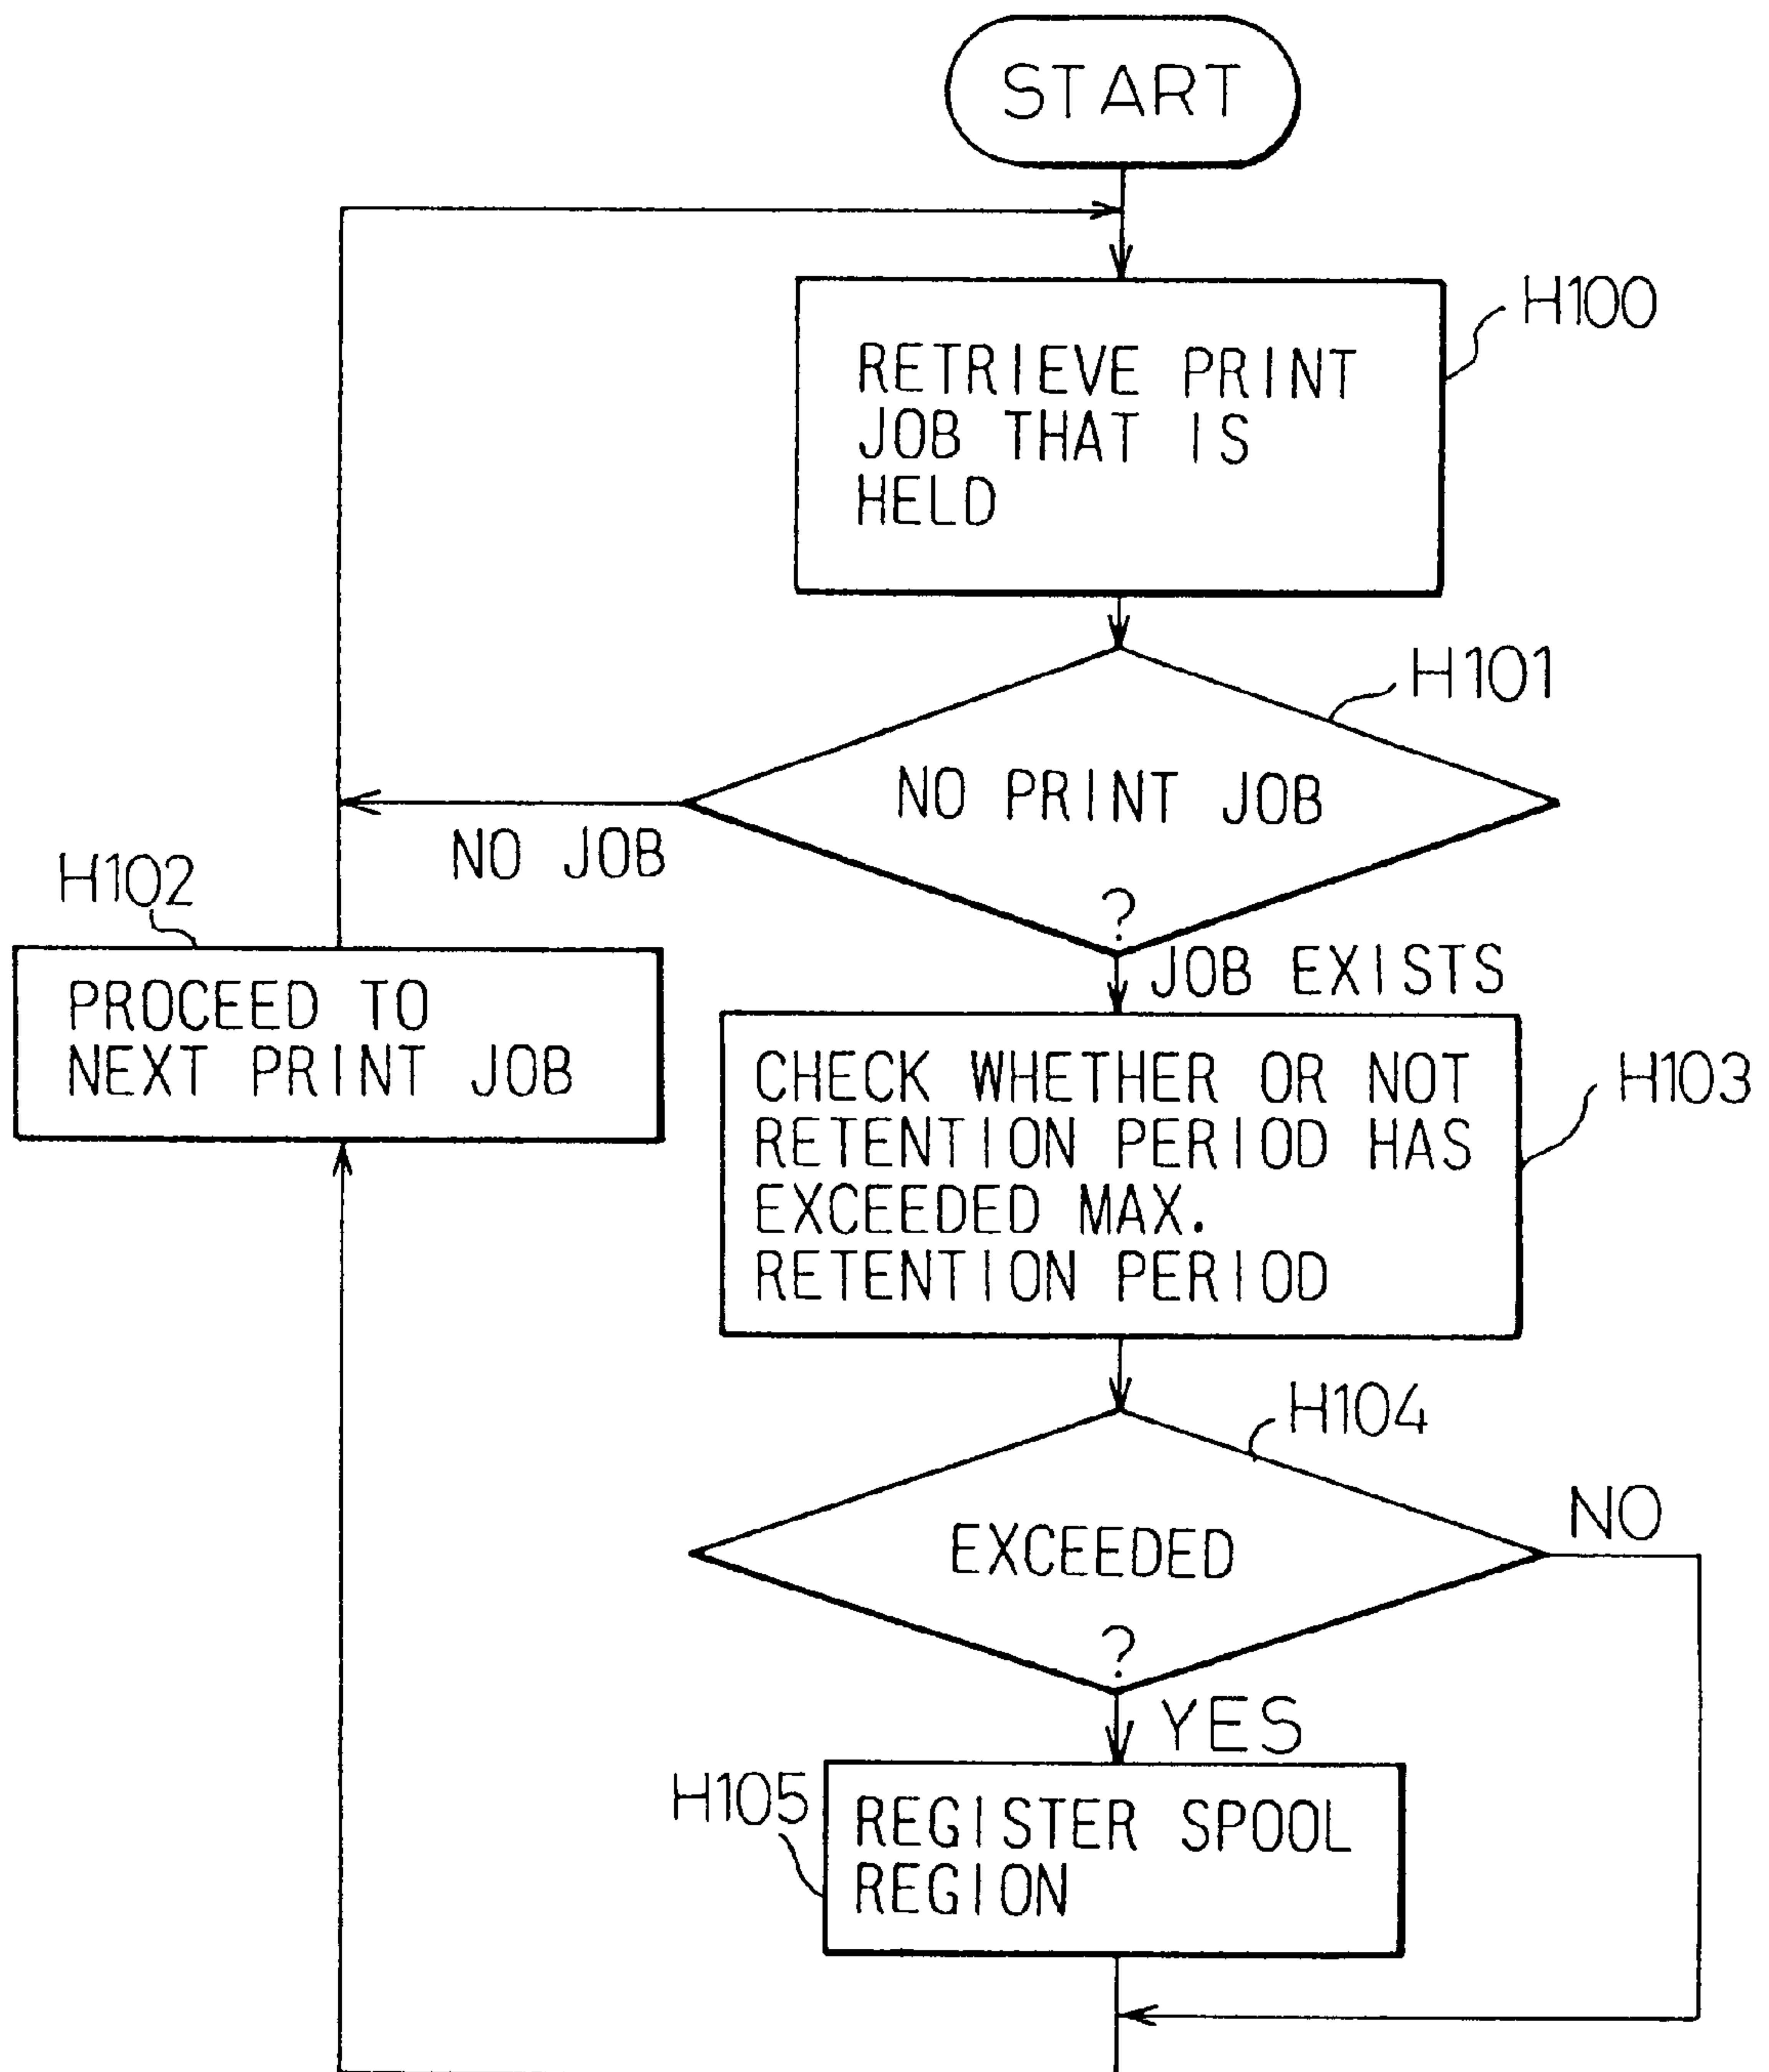 START
H100
RETRIEVE PRINT
JOB THAT IS
HELD
H101
NO PRINT JOB
?
NO JOB
JOB EXISTS
H102
PROCEED TO
NEXT PRINT JOB
H103
CHECK WHETHER OR NOT
RETENTION PERIOD HAS
EXCEEDED MAX.
RETENTION PERIOD
H104
EXCEEDED
?
NO
YES
H105
REGISTER SPOOL
REGION